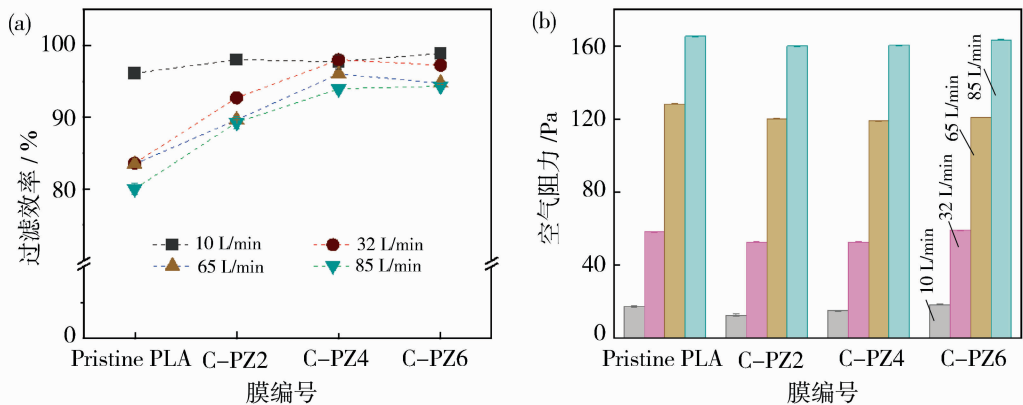 (a)
100
90
80
0
过滤效率 / %
10 L/min
32 L/min
65 L/min
85 L/min
Pristine PLA
C–PZ2
C–PZ4
C–PZ6
膜编号
(b)
160
120
80
40
0
空气阻力 /Pa
10 L/min
32 L/min
65 L/min
85 L/min
Pristine PLA
C–PZ2
C–PZ4
C–PZ6
膜编号